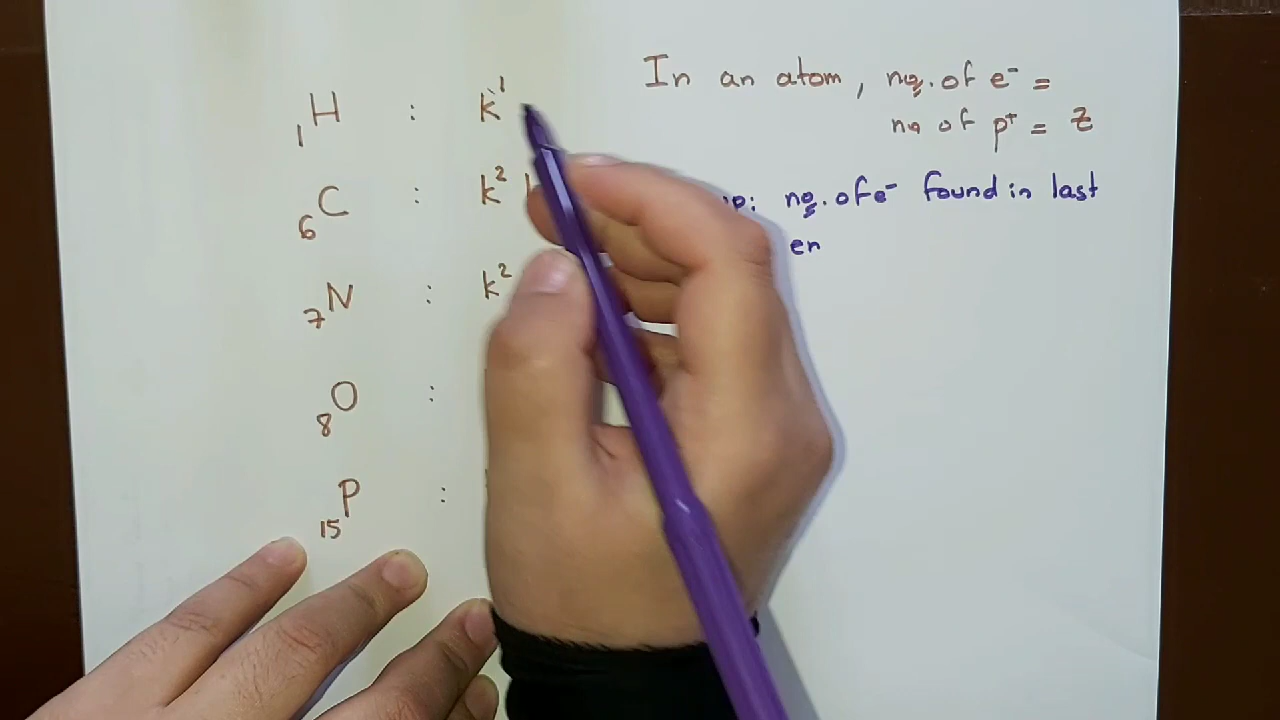 ₁H : k¹
₆C : k²
₇N : k²
₈O :
₁₅P :
In an atom, no. of e⁻ =
no of p⁺ = Z
no. of e⁻ found in last
en